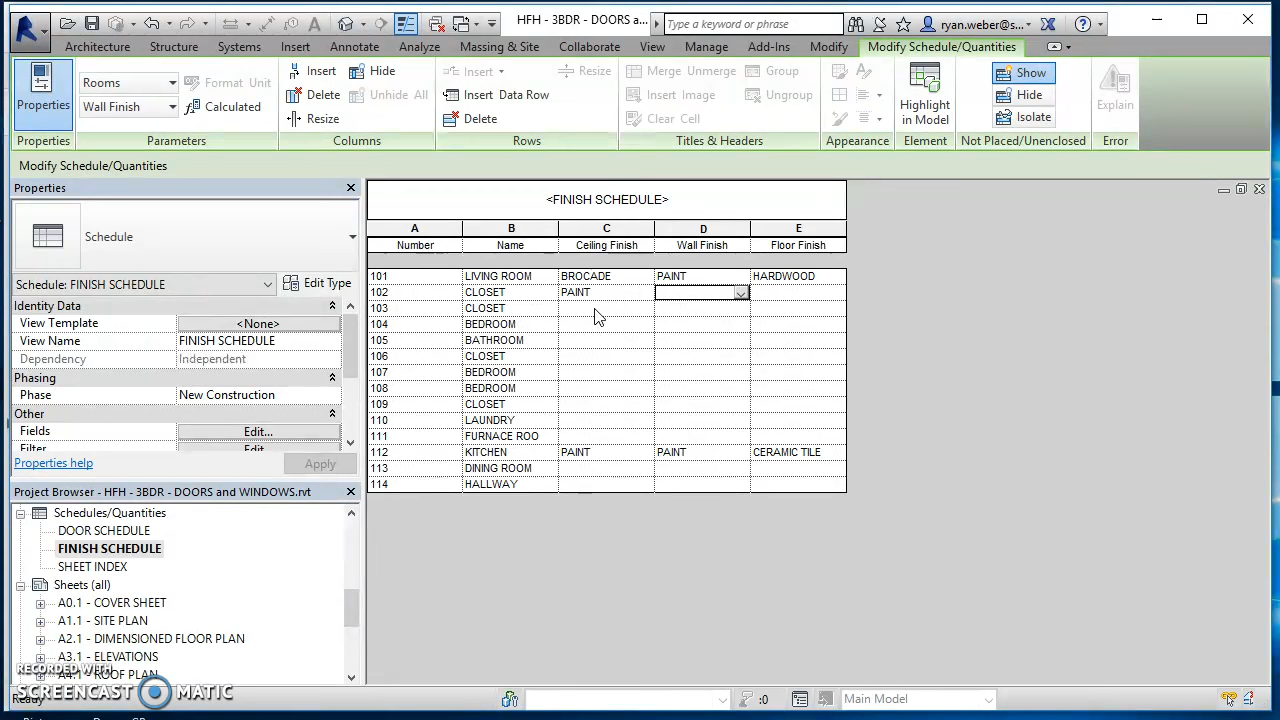 HFH - 3BDR - DOORS a...
Type a keyword or phrase
ryan.weber@s...
Architecture Structure Systems Insert Annotate Analyze Massing & Site Collaborate View Manage Add-Ins Modify Modify Schedule/Quantities
Properties
Rooms
Wall Finish
Format Unit
Calculated
Insert
Delete
Resize
Hide
Unhide All
Insert
Insert Data Row
Delete
Resize
Merge Unmerge
Insert Image
Clear Cell
Group
Ungroup
Highlight
in Model
Show
Hide
Isolate
Explain
Properties Parameters Columns Rows Titles & Headers Appearance Element Not Placed/Unenclosed Error
Modify Schedule/Quantities
Properties
Schedule
Schedule: FINISH SCHEDULE
Edit Type
Identity Data
View Template <None>
View Name FINISH SCHEDULE
Dependency Independent
Phasing
Phase New Construction
Other
Fields Edit...
Filter Edit
Properties help
Apply
Project Browser - HFH - 3BDR - DOORS and WINDOWS.rvt
Schedules/Quantities
DOOR SCHEDULE
FINISH SCHEDULE
SHEET INDEX
Sheets (all)
A0.1 - COVER SHEET
A1.1 - SITE PLAN
A2.1 - DIMENSIONED FLOOR PLAN
A3.1 - ELEVATIONS
A4.1 - ROOF PLAN
<FINISH SCHEDULE>
A B C D E
Number Name Ceiling Finish Wall Finish Floor Finish
101 LIVING ROOM BROCADE PAINT HARDWOOD
102 CLOSET PAINT
103 CLOSET
104 BEDROOM
105 BATHROOM
106 CLOSET
107 BEDROOM
108 BEDROOM
109 CLOSET
110 LAUNDRY
111 FURNACE ROO
112 KITCHEN PAINT PAINT CERAMIC TILE
113 DINING ROOM
114 HALLWAY
RECORDED WITH
SCREENCAST MATIC
Ready
:0
Main Model